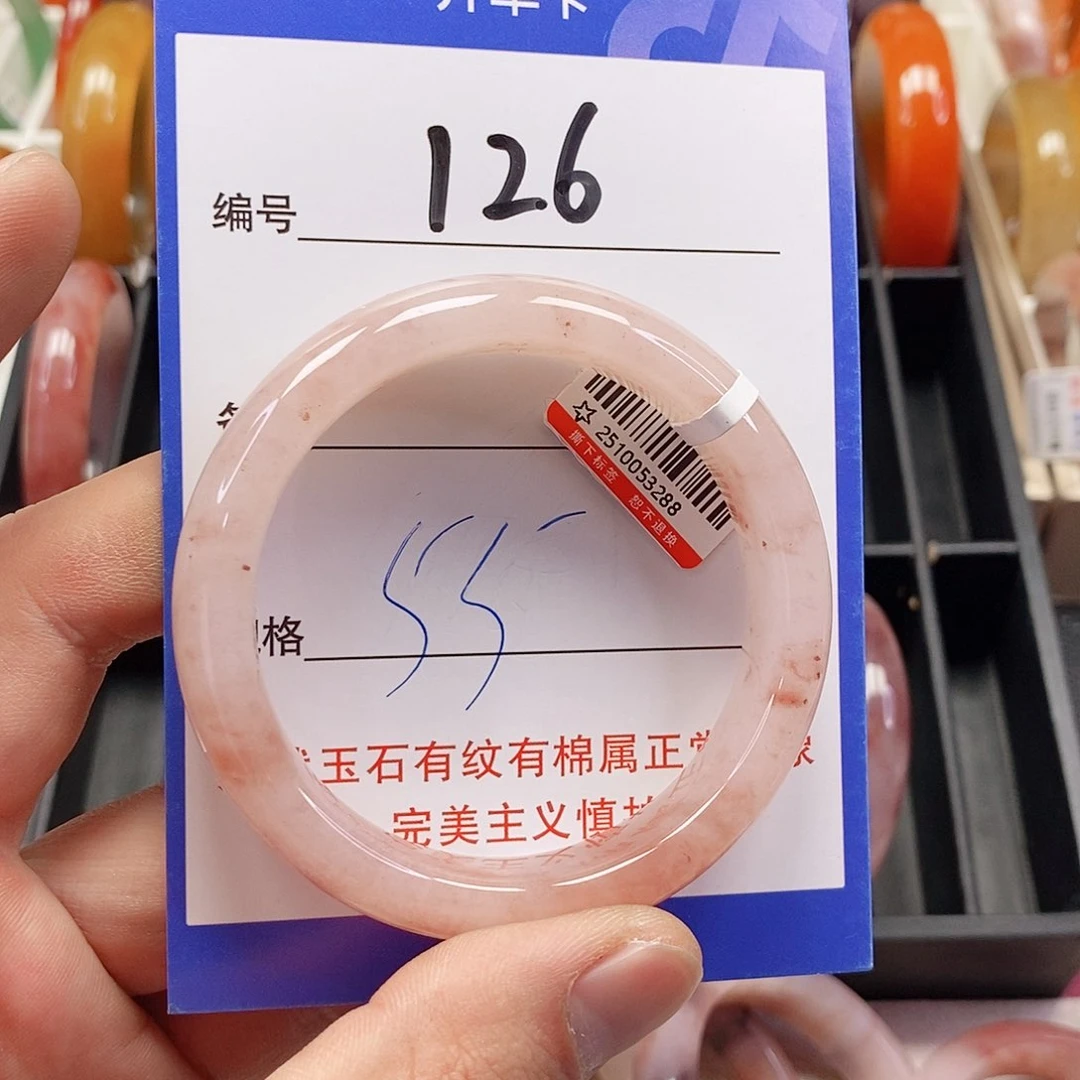 编号 126
2510053288
撕下标签 恕不退换
格 55
玉石有纹有棉属正常
完美主义慎